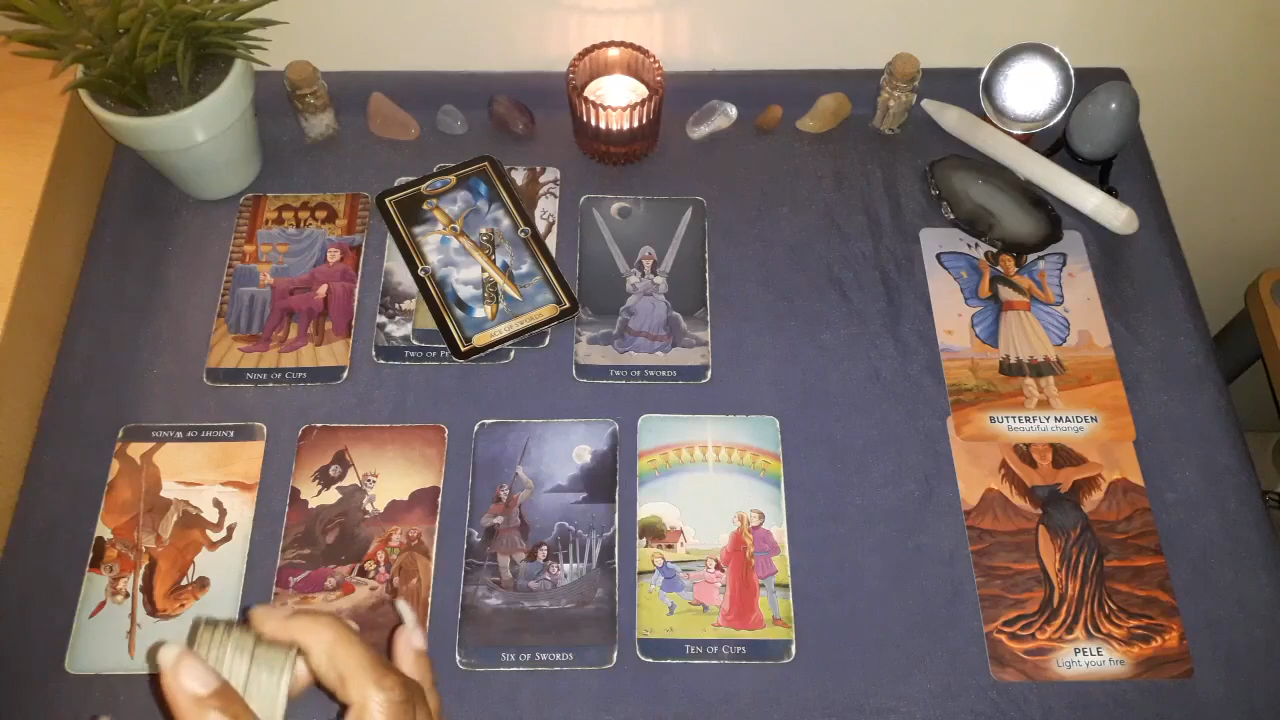 NINE OF CUPS
TWO OF
ACE OF SWORDS
TWO OF SWORDS
BUTTERFLY MAIDEN
Beautiful change
KNIGHT OF WANDS
SIX OF SWORDS
TEN OF CUPS
PELE
Light your fire